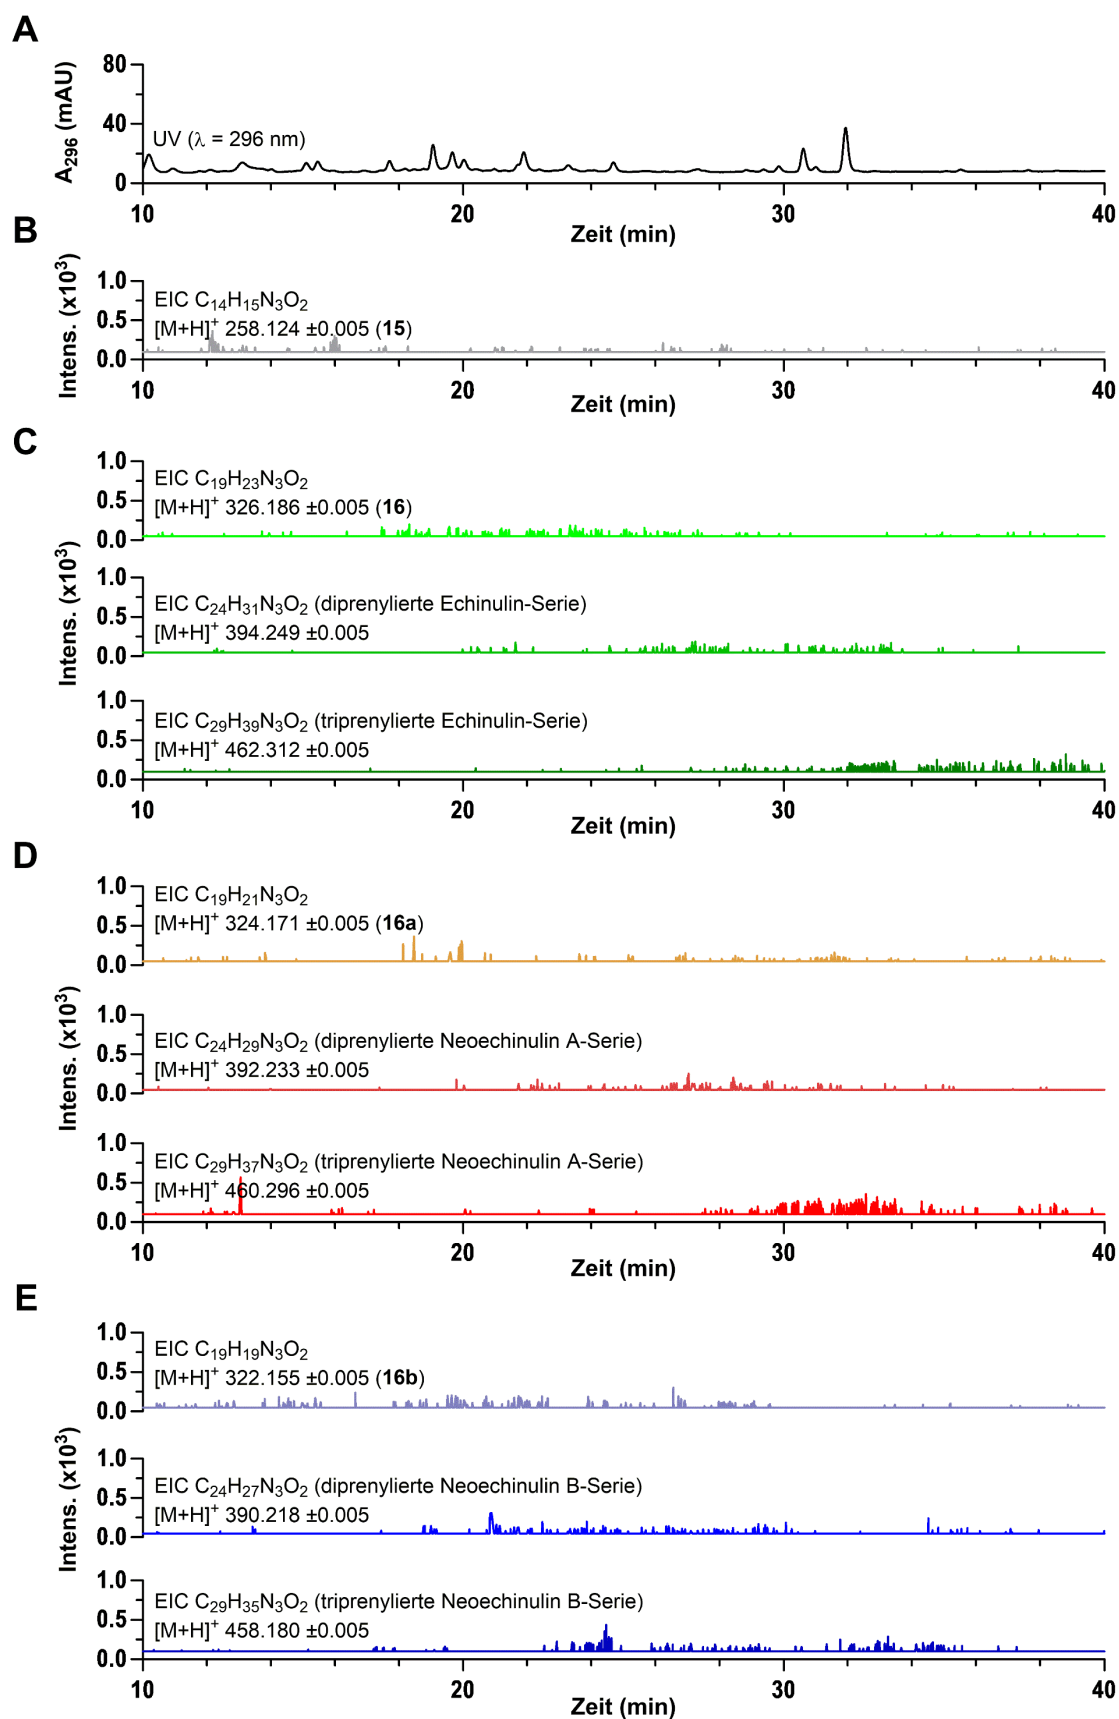 A
A₂₉₆ (mAU)
80
40
0
UV (λ = 296 nm)
10 20 30 40
Zeit (min)
B
Intens. (x10³)
1.0
0.5
0.0
EIC C₁₄H₁₅N₃O₂
[M+H]⁺ 258.124 ±0.005 (15)
10 20 30 40
Zeit (min)
C
Intens. (x10³)
1.0
0.5
0.0
EIC C₁₉H₂₃N₃O₂
[M+H]⁺ 326.186 ±0.005 (16)
1.0
0.5
0.0
EIC C₂₄H₃₁N₃O₂ (diprenylierte Echinulin-Serie)
[M+H]⁺ 394.249 ±0.005
1.0
0.5
0.0
EIC C₂₉H₃₉N₃O₂ (triprenylierte Echinulin-Serie)
[M+H]⁺ 462.312 ±0.005
10 20 30 40
Zeit (min)
D
Intens. (x10³)
1.0
0.5
0.0
EIC C₁₉H₂₁N₃O₂
[M+H]⁺ 324.171 ±0.005 (16a)
1.0
0.5
0.0
EIC C₂₄H₂₉N₃O₂ (diprenylierte Neoechinulin A-Serie)
[M+H]⁺ 392.233 ±0.005
1.0
0.5
0.0
EIC C₂₉H₃₇N₃O₂ (triprenylierte Neoechinulin A-Serie)
[M+H]⁺ 460.296 ±0.005
10 20 30 40
Zeit (min)
E
Intens. (x10³)
1.0
0.5
0.0
EIC C₁₉H₁₉N₃O₂
[M+H]⁺ 322.155 ±0.005 (16b)
1.0
0.5
0.0
EIC C₂₄H₂₇N₃O₂ (diprenylierte Neoechinulin B-Serie)
[M+H]⁺ 390.218 ±0.005
1.0
0.5
0.0
EIC C₂₉H₃₅N₃O₂ (triprenylierte Neoechinulin B-Serie)
[M+H]⁺ 458.180 ±0.005
10 20 30 40
Zeit (min)